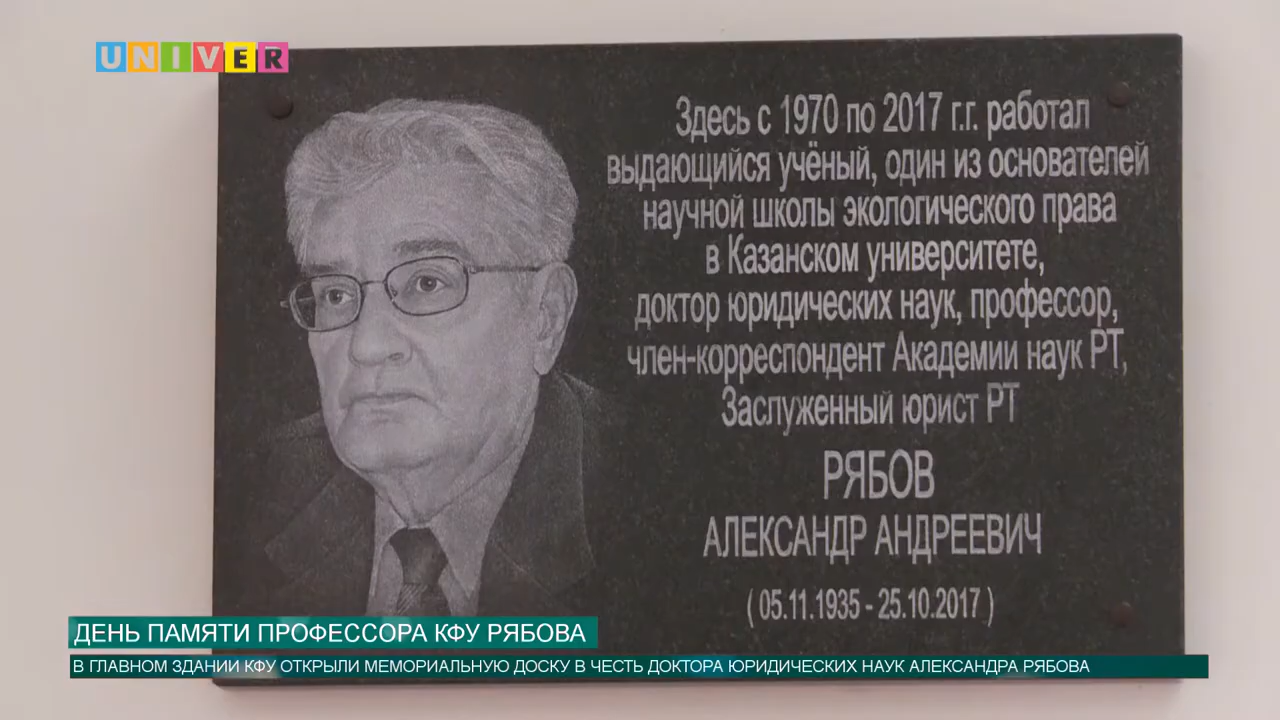 UNIVER
Здесь с 1970 по 2017 г.г. работал
выдающийся учёный, один из основателей
научной школы экологического права
в Казанском университете,
доктор юридических наук, профессор,
член-корреспондент Академии наук РТ,
Заслуженный юрист РТ
РЯБОВ
АЛЕКСАНДР АНДРЕЕВИЧ
( 05.11.1935 - 25.10.2017 )
ДЕНЬ ПАМЯТИ ПРОФЕССОРА КФУ РЯБОВА
В ГЛАВНОМ ЗДАНИИ КФУ ОТКРЫЛИ МЕМОРИАЛЬНУЮ ДОСКУ В ЧЕСТЬ ДОКТОРА ЮРИДИЧЕСКИХ НАУК АЛЕКСАНДРА РЯБОВА